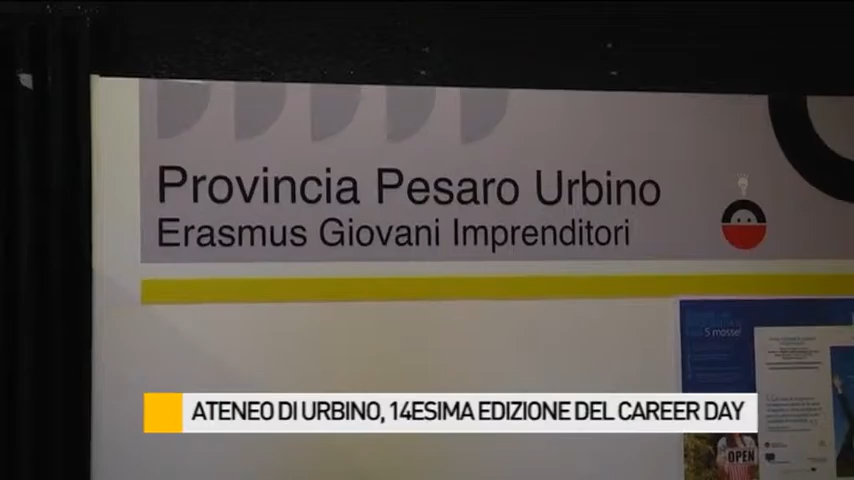 Provincia Pesaro Urbino
Erasmus Giovani Imprenditori
5 mosse!
ATENEO DI URBINO, 14ESIMA EDIZIONE DEL CAREER DAY
OPEN